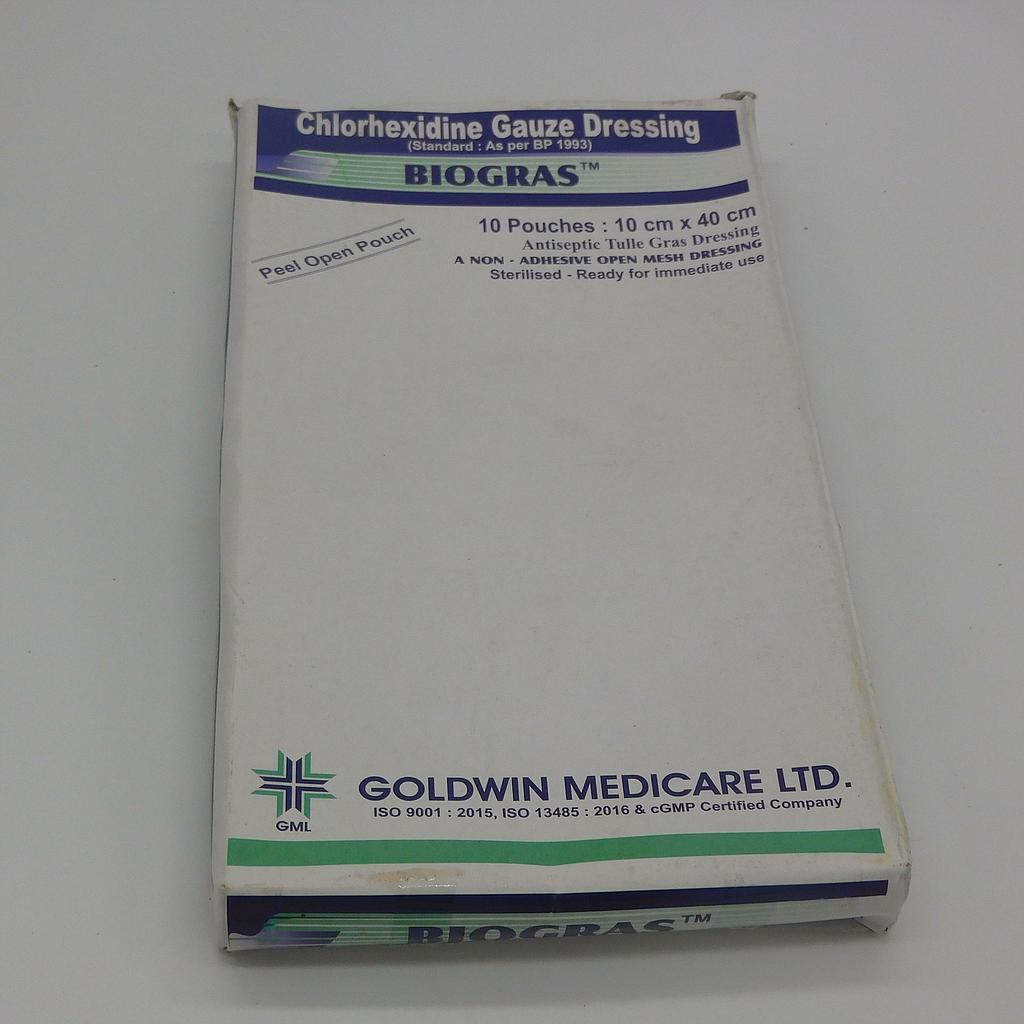 Chlorhexidine Gauze Dressing
(Standard : As per BP 1993)
BIOGRAS™
Peel Open Pouch
10 Pouches : 10 cm x 40 cm
Antiseptic Tulle Gras Dressing
A NON - ADHESIVE OPEN MESH DRESSING
Sterilised - Ready for immediate use
GML
GOLDWIN MEDICARE LTD.
ISO 9001 : 2015, ISO 13485 : 2016 & cGMP Certified Company
BIOGRAS™